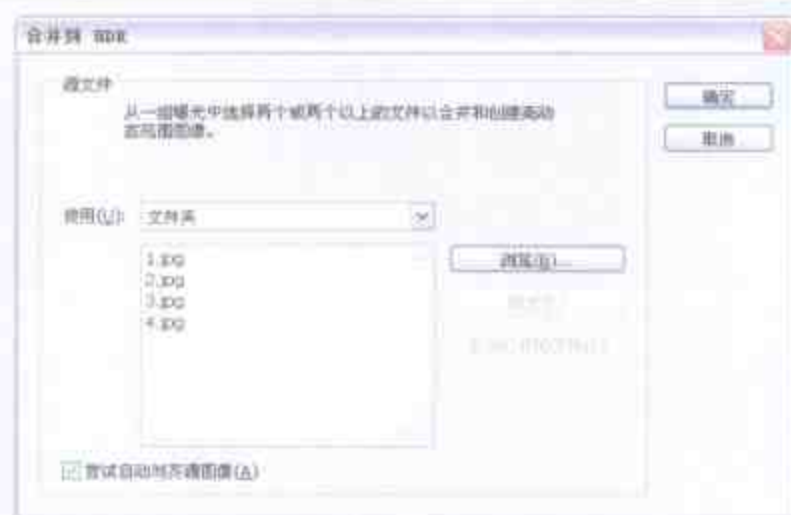 合并到 HDR
源文件
从一组曝光中选择两个或两个以上的文件以合并和创建高动
态范围图像。
确定
取消
使用(U): 文件夹
1.jpg
2.jpg
3.jpg
4.jpg
浏览(B)...
尝试自动对齐源图像(A)